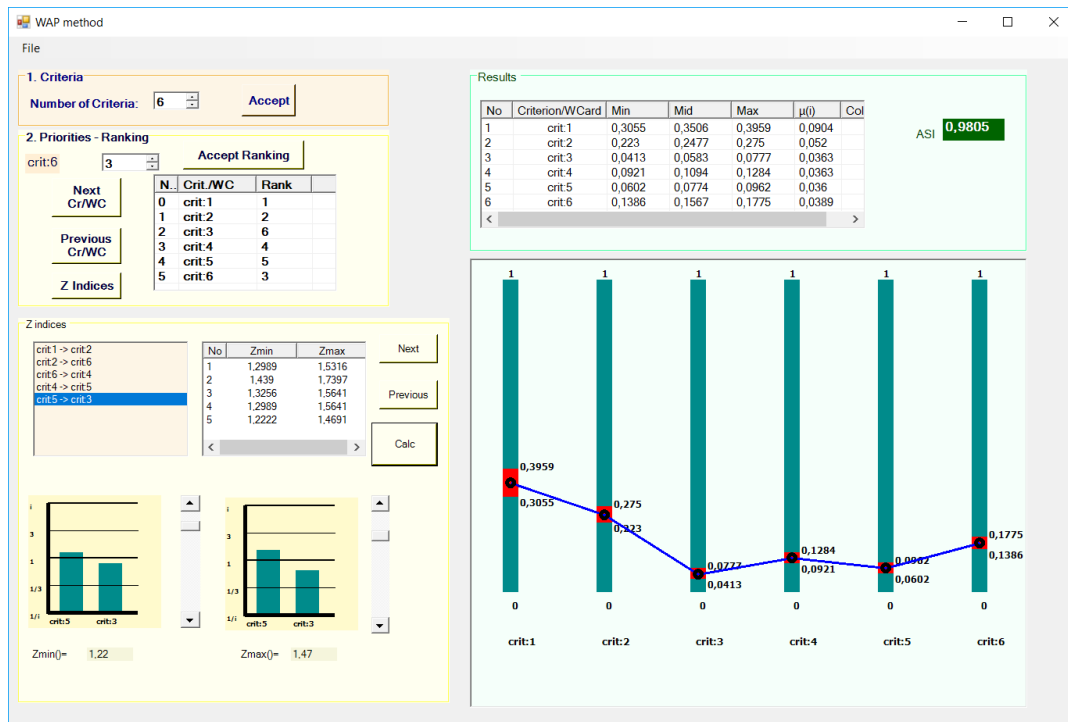 WAP method
File
1. Criteria
Number of Criteria: 6 Accept
2. Priorities - Ranking
crit:6 3 Accept Ranking
Next Cr/WC
Previous Cr/WC
Z Indices
N.. Crit./WC Rank
0 crit:1 1
1 crit:2 2
2 crit:3 6
3 crit:4 4
4 crit:5 5
5 crit:6 3
Z indices
crit:1 -> crit:2
crit:2 -> crit:6
crit:6 -> crit:4
crit:4 -> crit:5
crit:5 -> crit:3
No Zmin Zmax
1 1,2989 1,5316
2 1,439 1,7397
3 1,3256 1,5641
4 1,2989 1,5641
5 1,2222 1,4691
Next
Previous
Calc
i
3
1
1/3
1/i
crit:5 crit:3
i
3
1
1/3
1/i
crit:5 crit:3
Zmin()= 1,22
Zmax()= 1,47
Results
No Criterion/WCard Min Mid Max μ(i) Col
1 crit:1 0,3055 0,3506 0,3959 0,0904
2 crit:2 0,223 0,2477 0,275 0,052
3 crit:3 0,0413 0,0583 0,0777 0,0363
4 crit:4 0,0921 0,1094 0,1284 0,0363
5 crit:5 0,0602 0,0774 0,0962 0,036
6 crit:6 0,1386 0,1567 0,1775 0,0389
ASI 0,9805
1 1 1 1 1 1
0,3959
0,3055
0,275
0,223
0,0777
0,0413
0,1284
0,0921
0,0962
0,0602
0,1775
0,1386
0 0 0 0 0 0
crit:1 crit:2 crit:3 crit:4 crit:5 crit:6